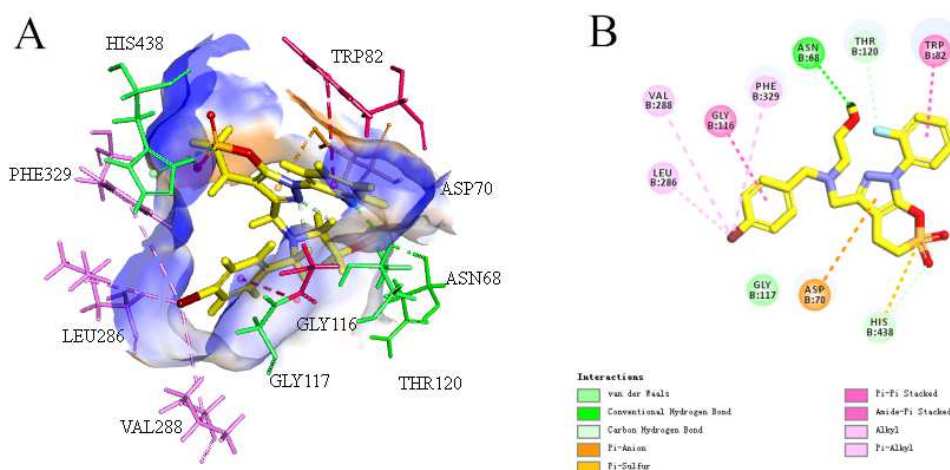 A
HIS438
TRP82
PHE329
ASP70
ASN68
LEU286
GLY116
GLY117
THR120
VAL288
B
ASN
B:68
THR
B:120
TRP
B:82
VAL
B:288
PHE
B:329
GLY
B:116
LEU
B:286
GLY
B:117
ASP
B:70
HIS
B:438
Interactions
van der Waals
Conventional Hydrogen Bond
Carbon Hydrogen Bond
Pi-Anion
Pi-Sulfur
Pi-Pi Stacked
Amide-Pi Stacked
Alkyl
Pi-Alkyl